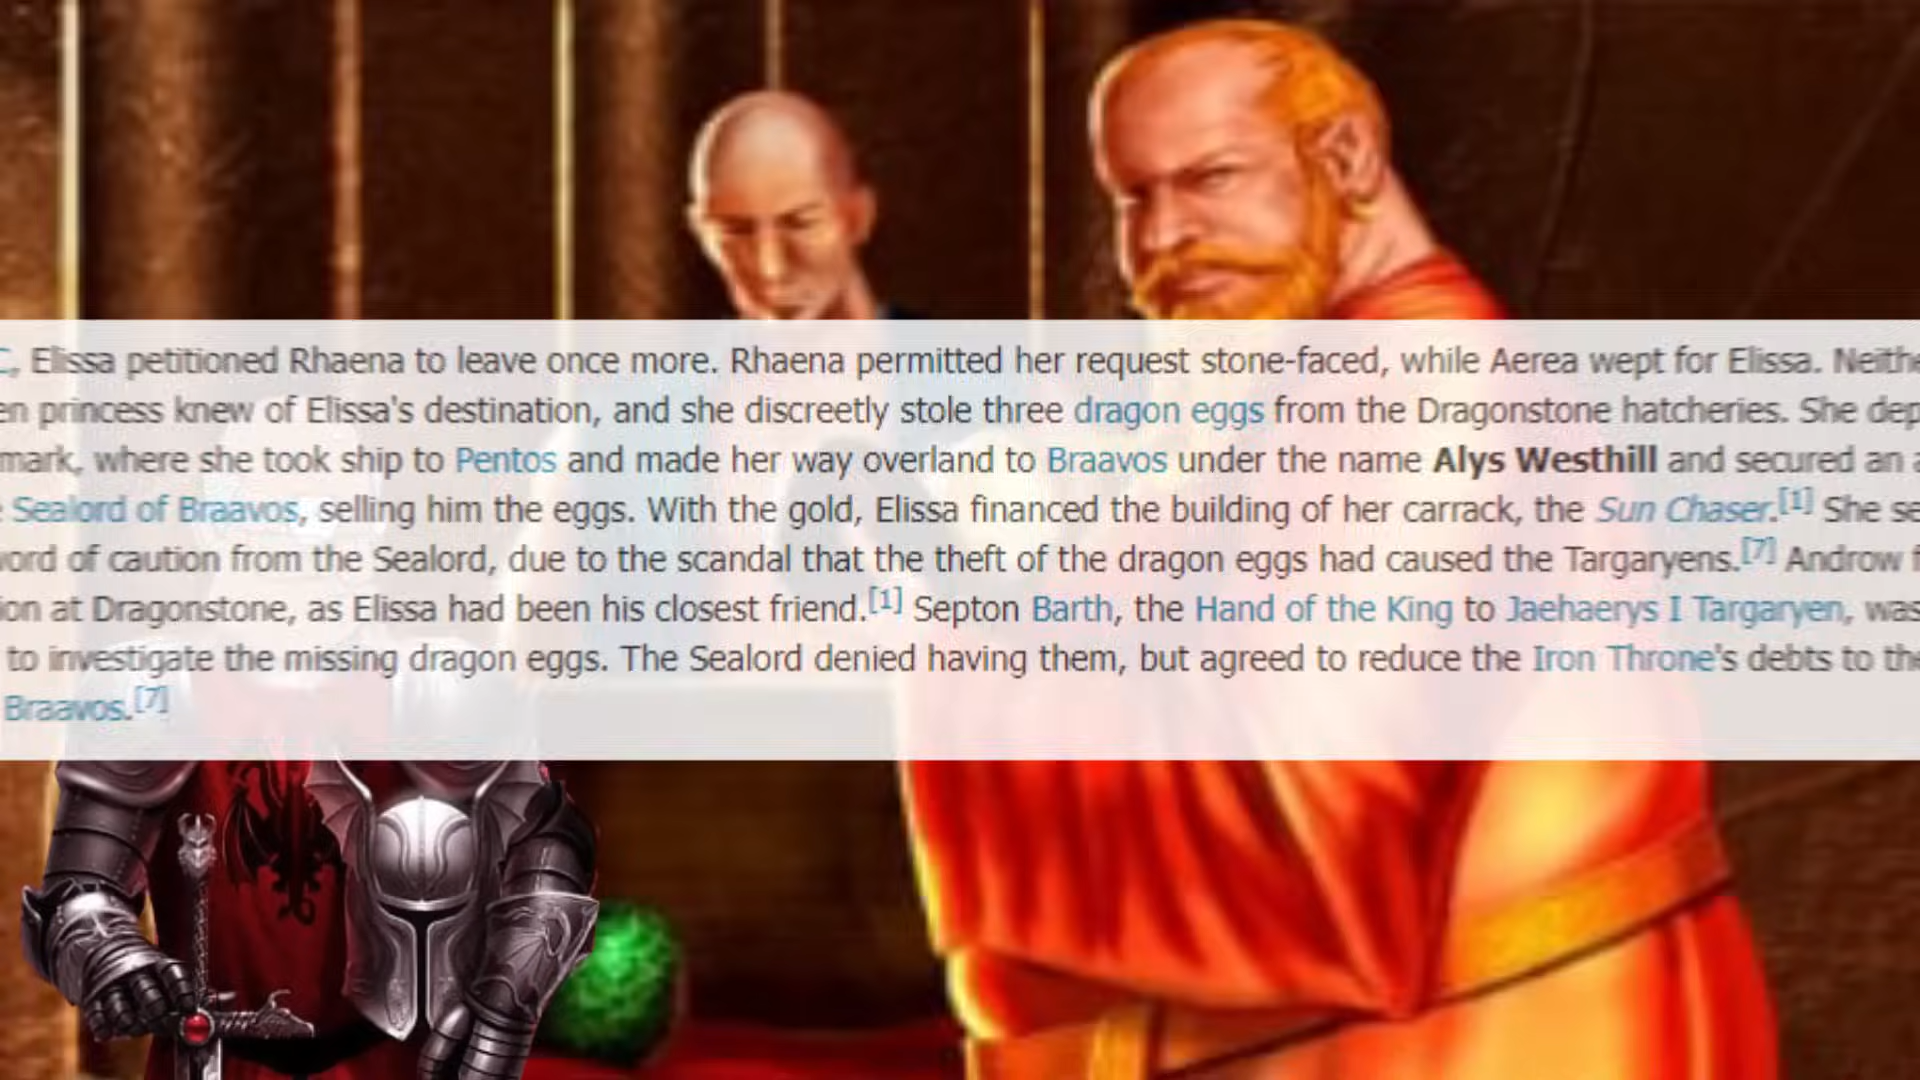 C, Elissa petitioned Rhaena to leave once more. Rhaena permitted her request stone-faced, while Aerea wept for Elissa. Neithe
en princess knew of Elissa's destination, and she discreetly stole three dragon eggs from the Dragonstone hatcheries. She dep
mark, where she took ship to Pentos and made her way overland to Braavos under the name Alys Westhill and secured an a
Sealord of Braavos, selling him the eggs. With the gold, Elissa financed the building of her carrack, the Sun Chaser.[1] She se
word of caution from the Sealord, due to the scandal that the theft of the dragon eggs had caused the Targaryens.[7] Androw f
ion at Dragonstone, as Elissa had been his closest friend.[1] Septon Barth, the Hand of the King to Jaehaerys I Targaryen, was
to investigate the missing dragon eggs. The Sealord denied having them, but agreed to reduce the Iron Throne's debts to the
Braavos.[7]